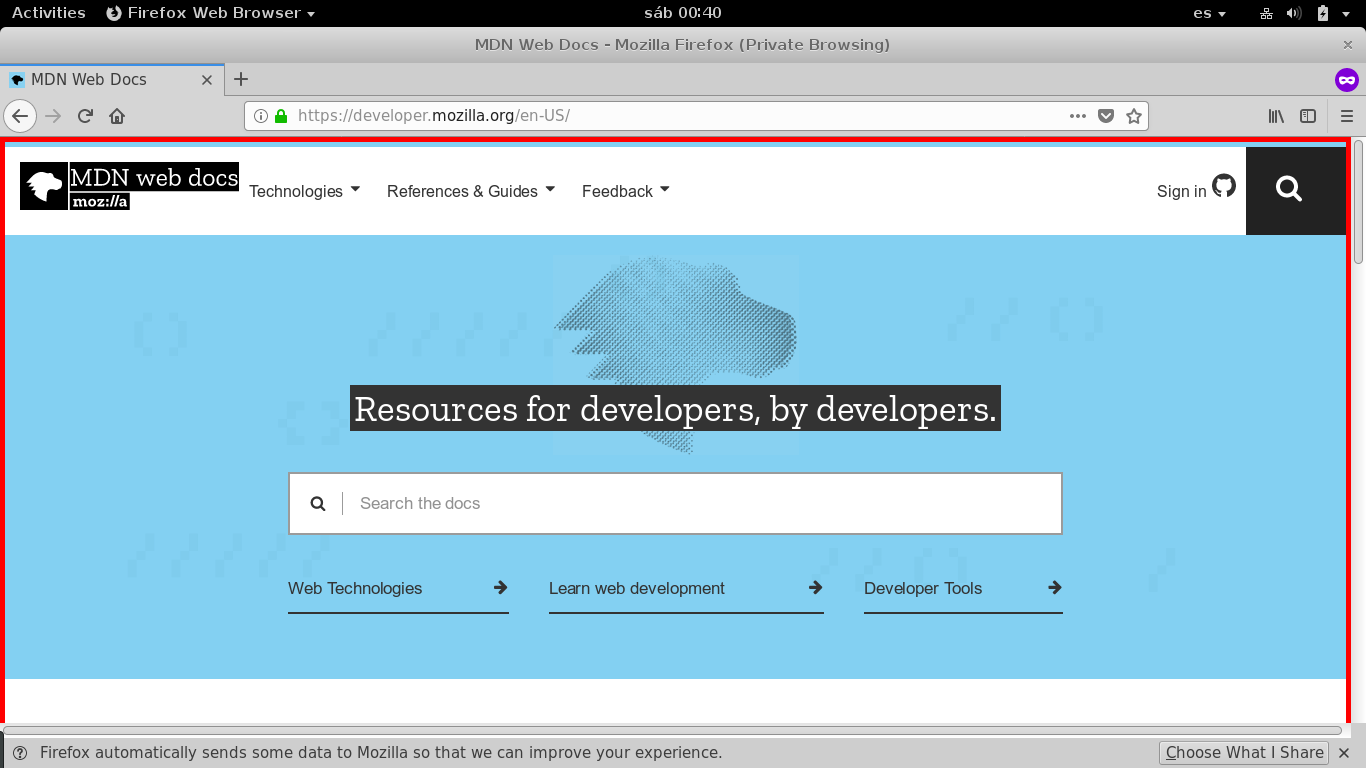 Activities Firefox Web Browser sáb 00:40 es
MDN Web Docs - Mozilla Firefox (Private Browsing)
MDN Web Docs
https://developer.mozilla.org/en-US/
MDN web docs
moz://a
Technologies References & Guides Feedback Sign in
Resources for developers, by developers.
Search the docs
Web Technologies Learn web development Developer Tools
Firefox automatically sends some data to Mozilla so that we can improve your experience. Choose What I Share